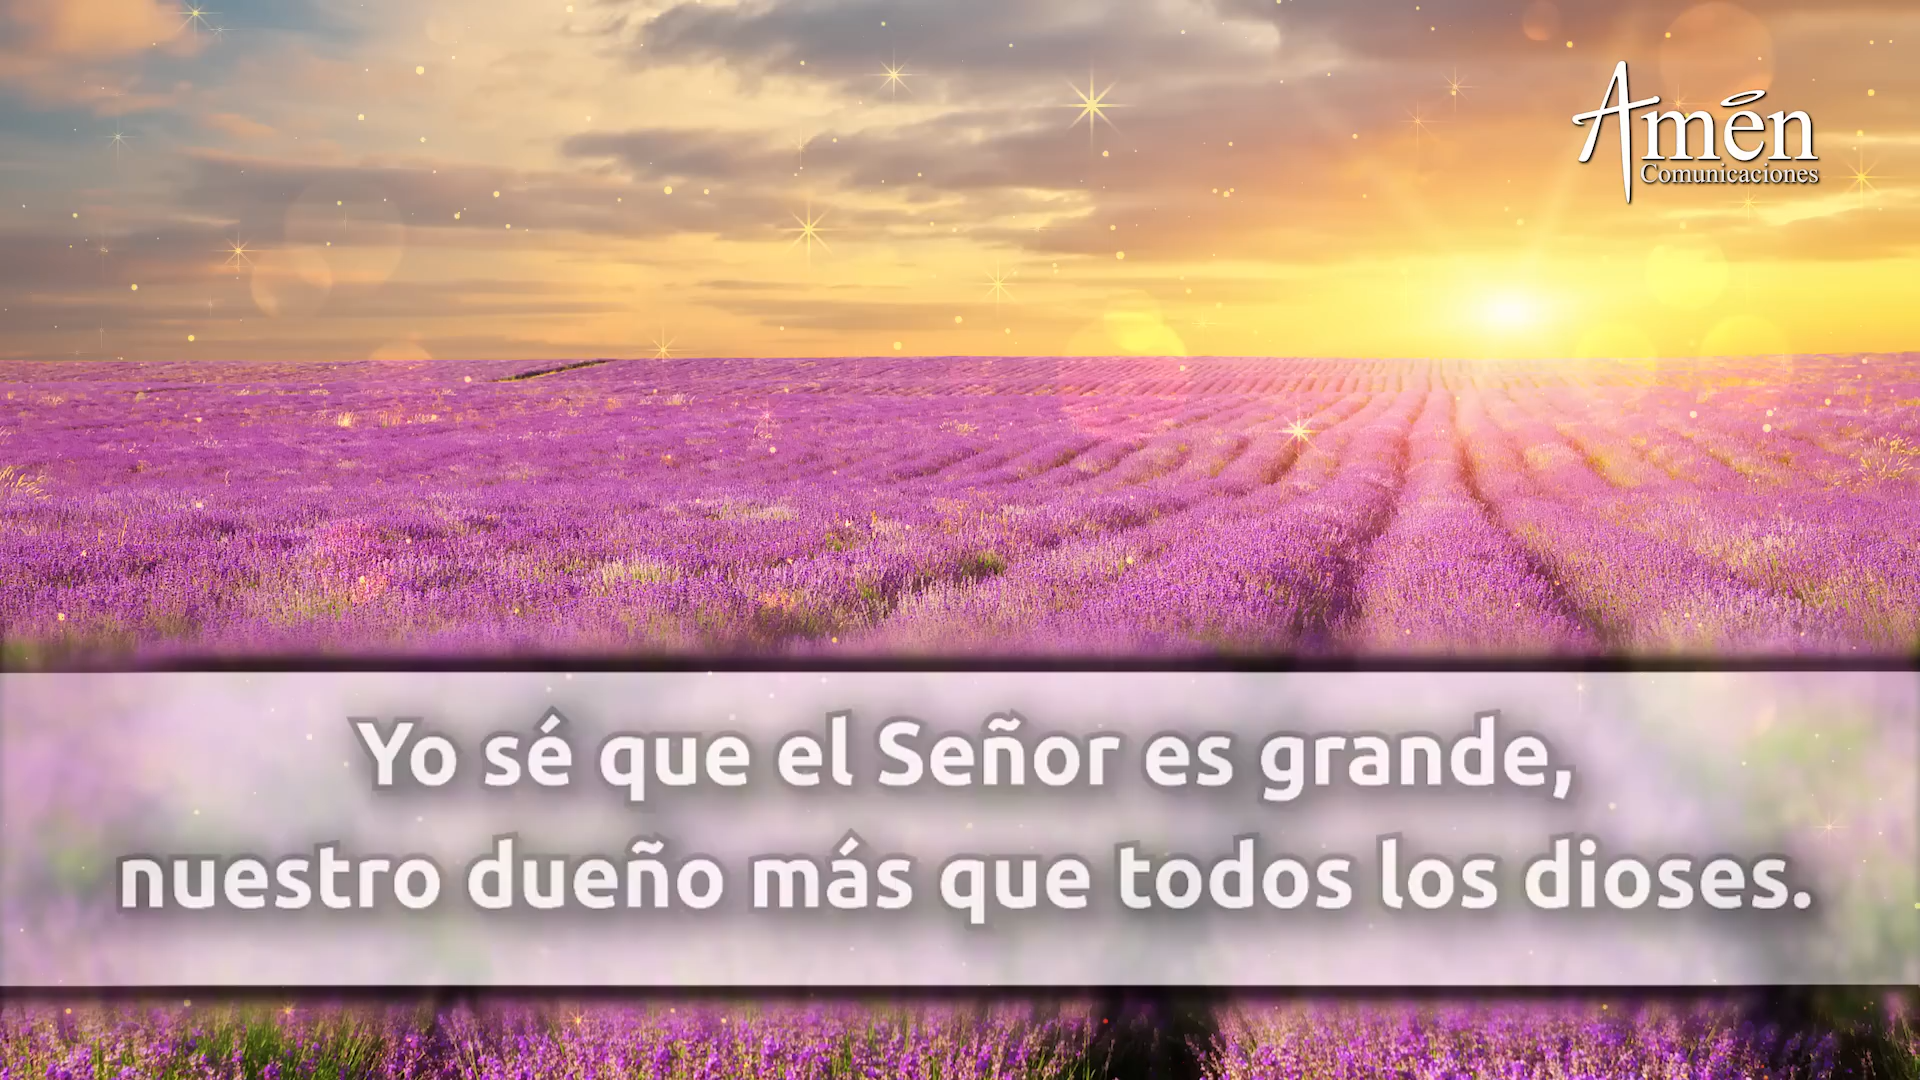 Amén
Comunicaciones
Yo sé que el Señor es grande,
nuestro dueño más que todos los dioses.